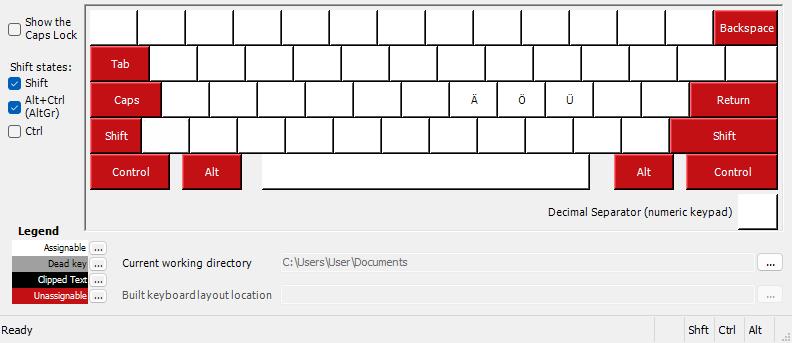 Show the
Caps Lock
Backspace
Tab
Shift states:
Shift
Alt+Ctrl
(AltGr)
Ctrl
Caps Ä Ö Ü Return
Shift Shift
Control Alt Alt Control
Decimal Separator (numeric keypad)
Legend
Assignable ...
Dead key ...
Clipped Text ...
Unassignable ...
Current working directory C:\Users\User\Documents ...
Built keyboard layout location ...
Ready Shft Ctrl Alt